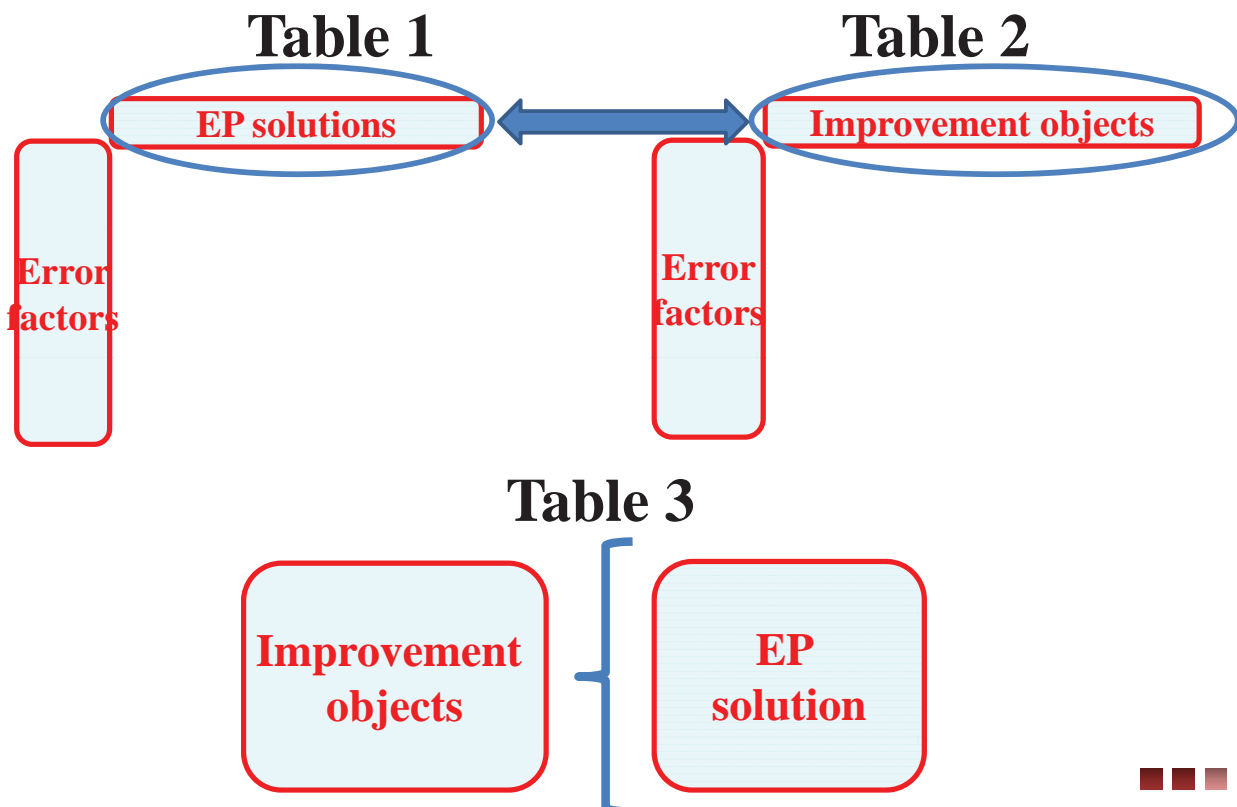 Table 1
Table 2
EP solutions
Improvement objects
Error
factors
Error
factors
Table 3
Improvement
objects
EP
solution